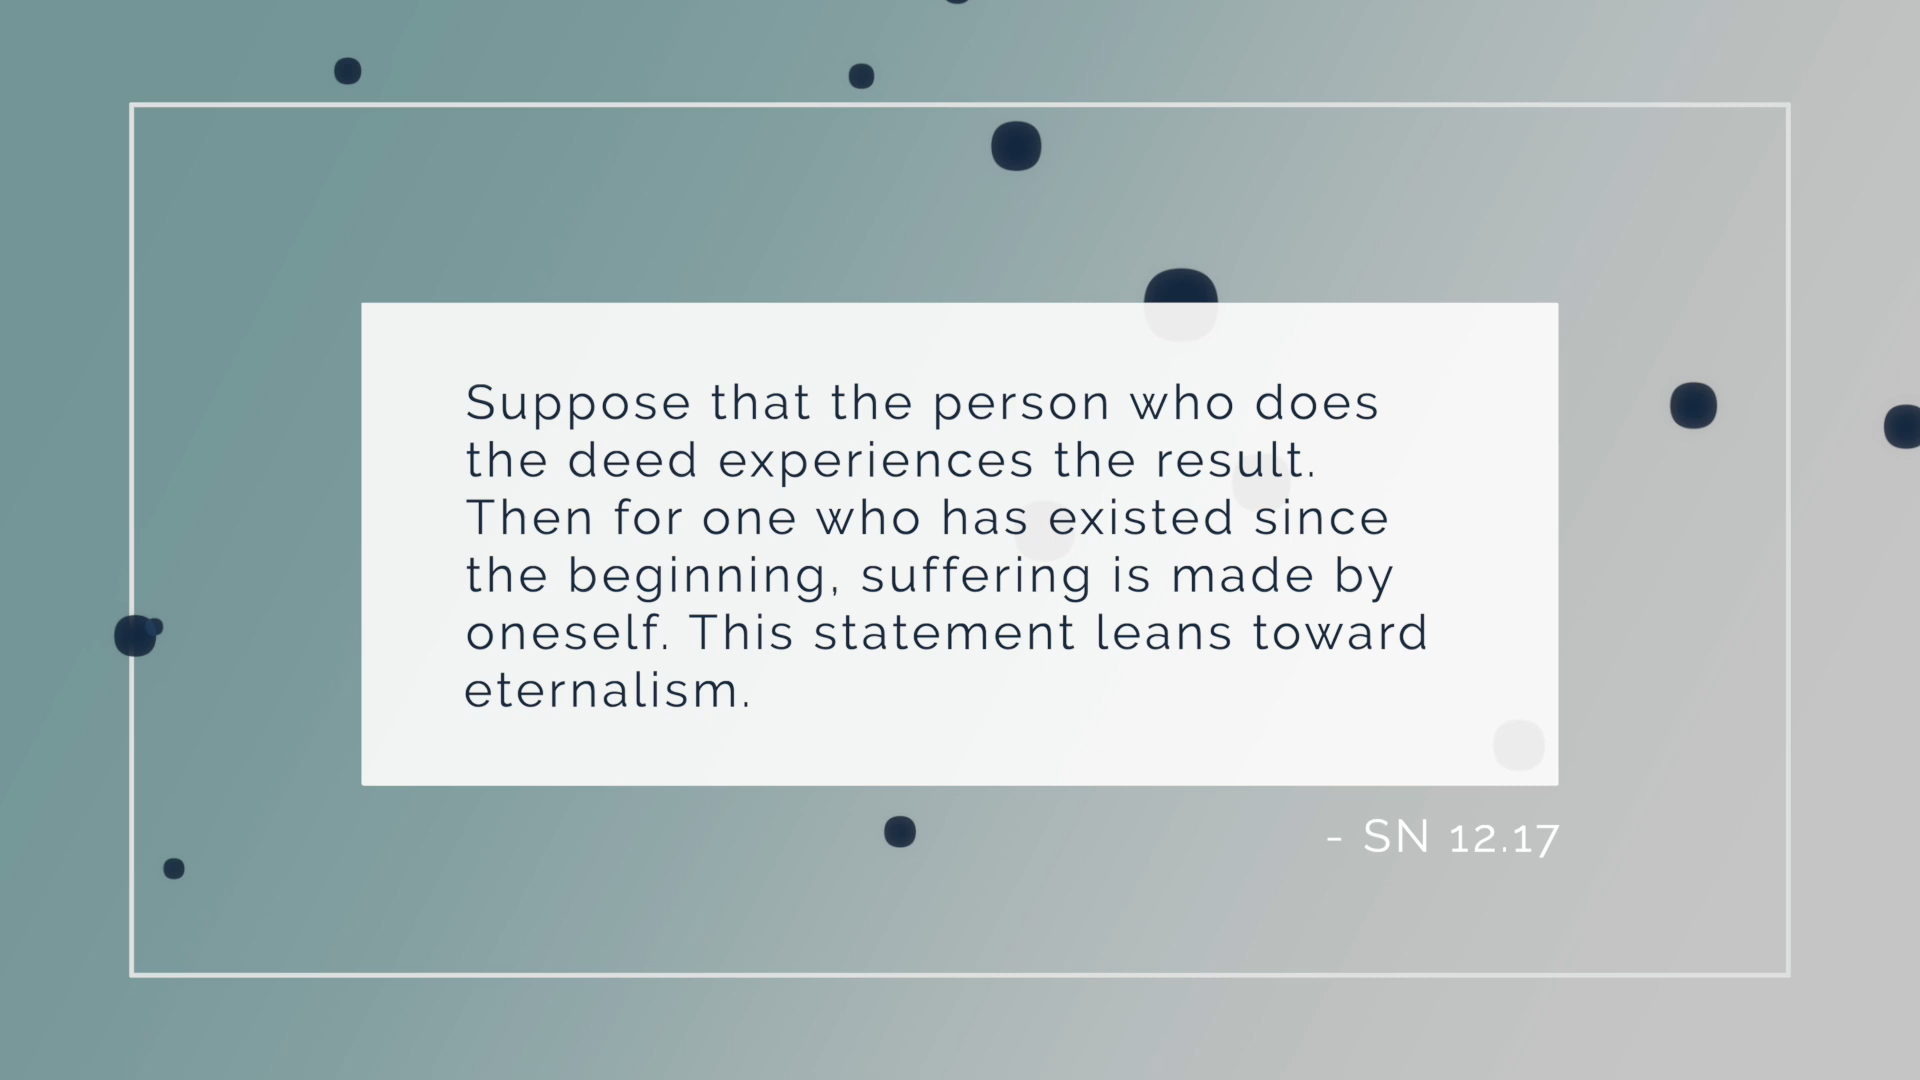 Suppose that the person who does
the deed experiences the result.
Then for one who has existed since
the beginning, suffering is made by
oneself. This statement leans toward
eternalism.
- SN 12.17